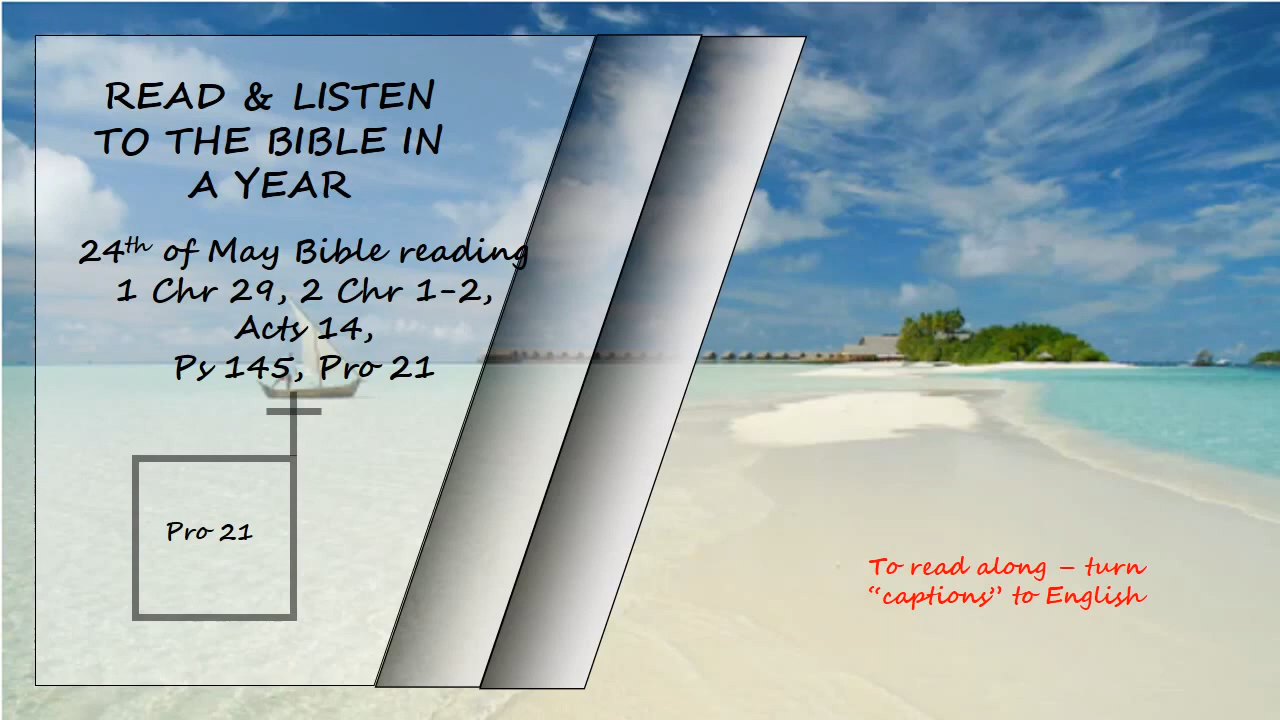 READ & LISTEN
TO THE BIBLE IN
A YEAR
24th of May Bible reading
1 Chr 29, 2 Chr 1-2,
Acts 14,
Ps 145, Pro 21
Pro 21
To read along – turn
“captions” to English